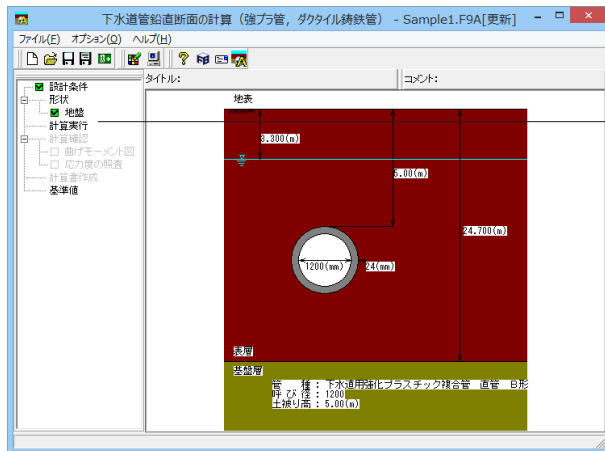 下水道管鉛直断面の計算（強プラ管，ダクタイル鋳鉄管） - Sample1.F9A[更新]
ファイル(F) オプション(O) ヘルプ(H)
タイトル:
コメント:
設計条件
形状
地盤
計算実行
計算確認
曲げモーメント図
応力度の照査
計算書作成
基準値
地表
3.300(m)
5.00(m)
24.700(m)
1200(mm)
24(mm)
表層
基盤層
管　種：下水道用強化プラスチック複合管　直管　B形
呼び径：1200
土被り高：5.00(m)